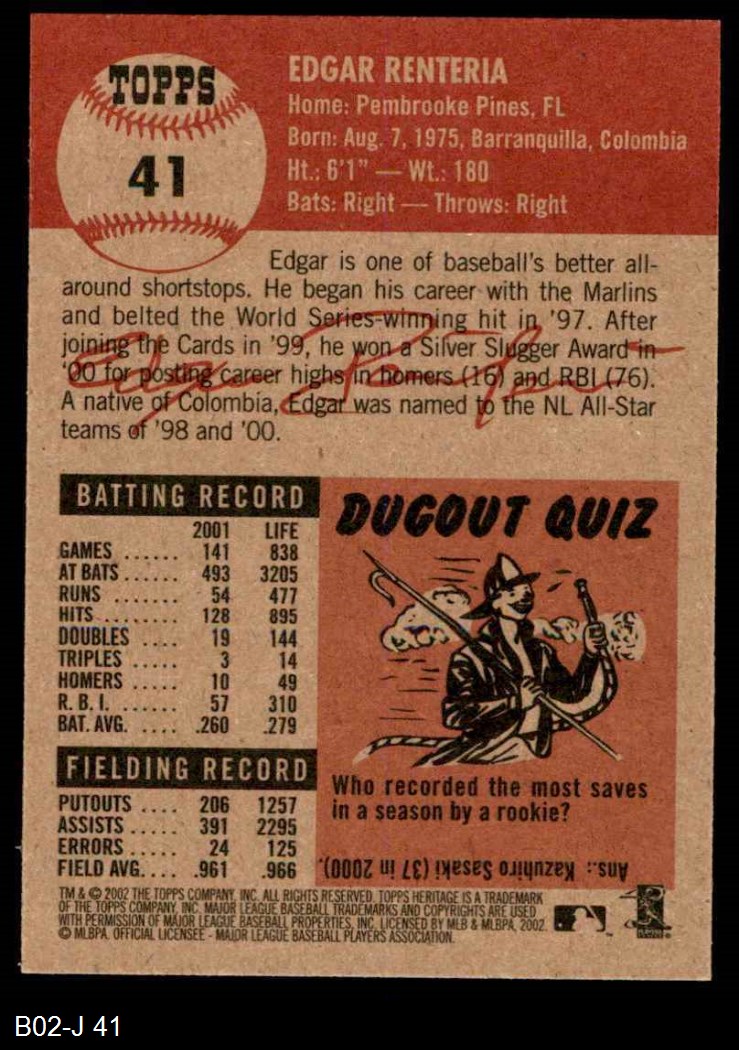 TOPPS
41
EDGAR RENTERIA
Home: Pembrooke Pines, FL
Born: Aug. 7, 1975, Barranquilla, Colombia
Ht.: 6'1" — Wt.: 180
Bats: Right — Throws: Right
Edgar is one of baseball's better all-
around shortstops. He began his career with the Marlins
and belted the World Series-winning hit in '97. After
joining the Cards in '99, he won a Silver Slugger Award in
'00 for posting career highs in homers (16) and RBI (76).
A native of Colombia, Edgar was named to the NL All-Star
teams of '98 and '00.
BATTING RECORD
2001 LIFE
GAMES ...... 141 838
AT BATS ..... 493 3205
RUNS ....... 54 477
HITS ........ 128 895
DOUBLES .... 19 144
TRIPLES ..... 3 14
HOMERS ..... 10 49
R. B. I. ...... 57 310
BAT. AVG. .... .260 .279
FIELDING RECORD
PUTOUTS .... 206 1257
ASSISTS ..... 391 2295
ERRORS ..... 24 125
FIELD AVG.... .961 .966
DUGOUT QUIZ
Who recorded the most saves
in a season by a rookie?
Ans.: Kazuhiro Sasaki (37 in 2000).
TM & © 2002 THE TOPPS COMPANY, INC. ALL RIGHTS RESERVED. TOPPS HERITAGE IS A TRADEMARK
OF THE TOPPS COMPANY, INC. MAJOR LEAGUE BASEBALL TRADEMARKS AND COPYRIGHTS ARE USED
WITH PERMISSION OF MAJOR LEAGUE BASEBALL PROPERTIES, INC. LICENSED BY MLB & MLBPA, 2002.
© MLBPA. OFFICIAL LICENSEE - MAJOR LEAGUE BASEBALL PLAYERS ASSOCIATION.
B02-J 41